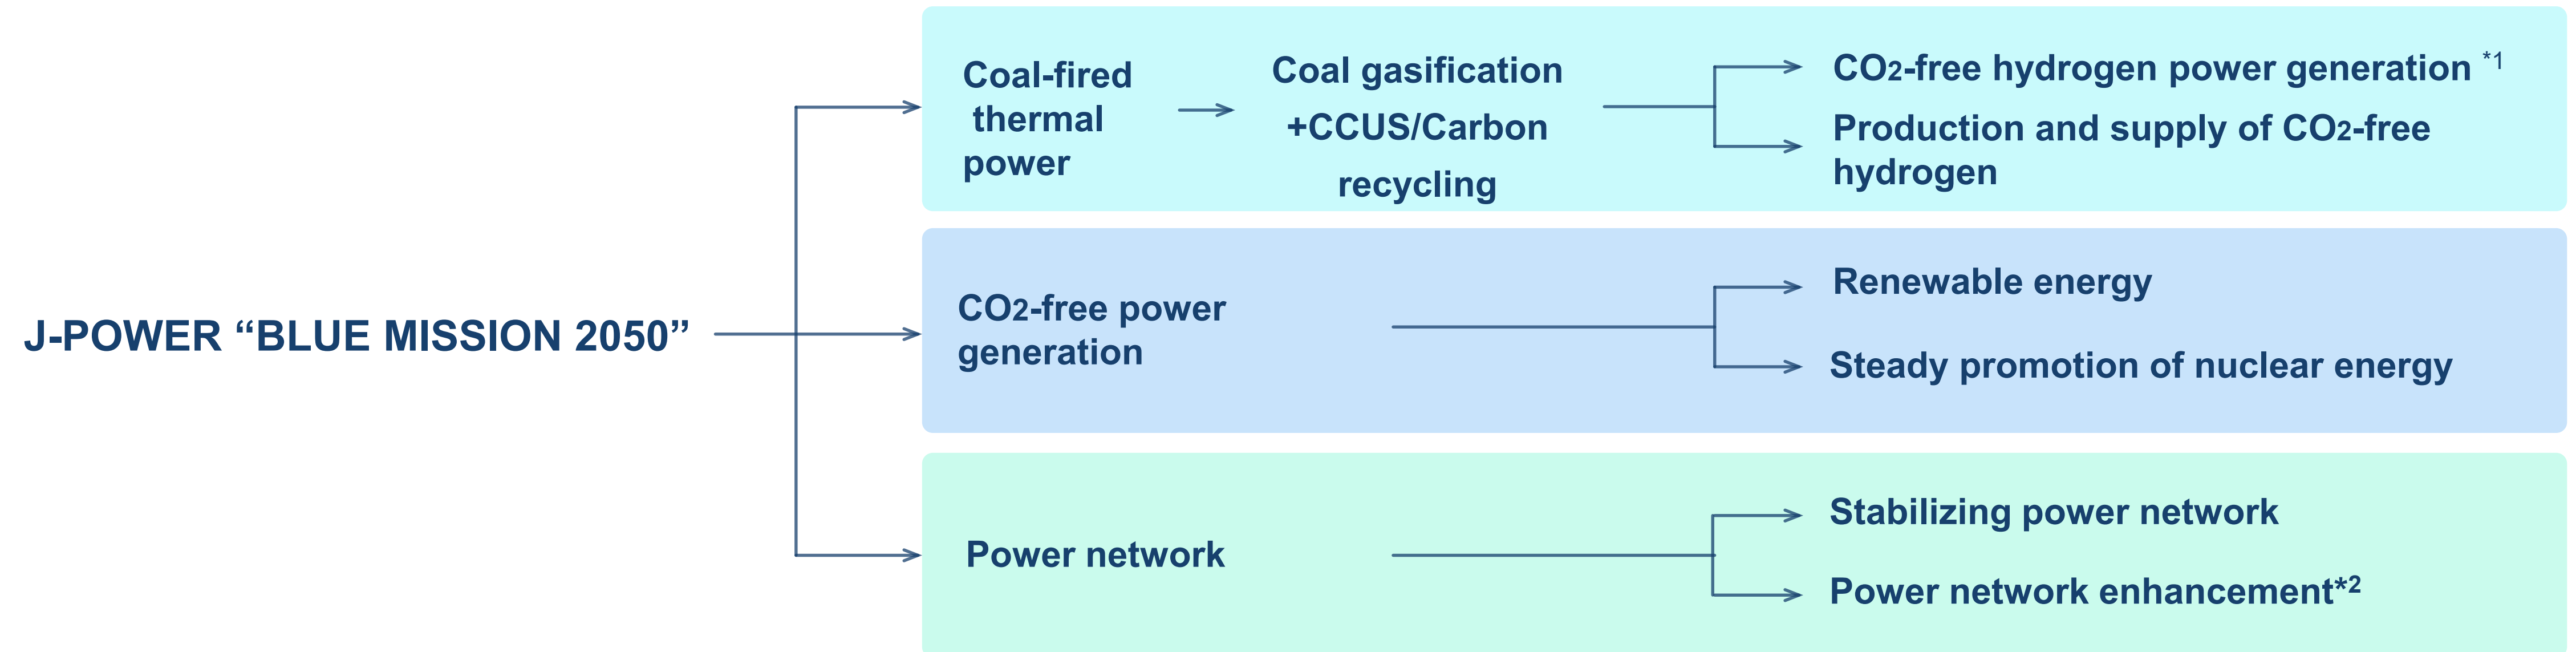 J-POWER “BLUE MISSION 2050”
Coal-fired
thermal
power
Coal gasification
+CCUS/Carbon
recycling
CO2-free hydrogen power generation *1
Production and supply of CO2-free
hydrogen
CO2-free power
generation
Renewable energy
Steady promotion of nuclear energy
Power network
Stabilizing power network
Power network enhancement*2